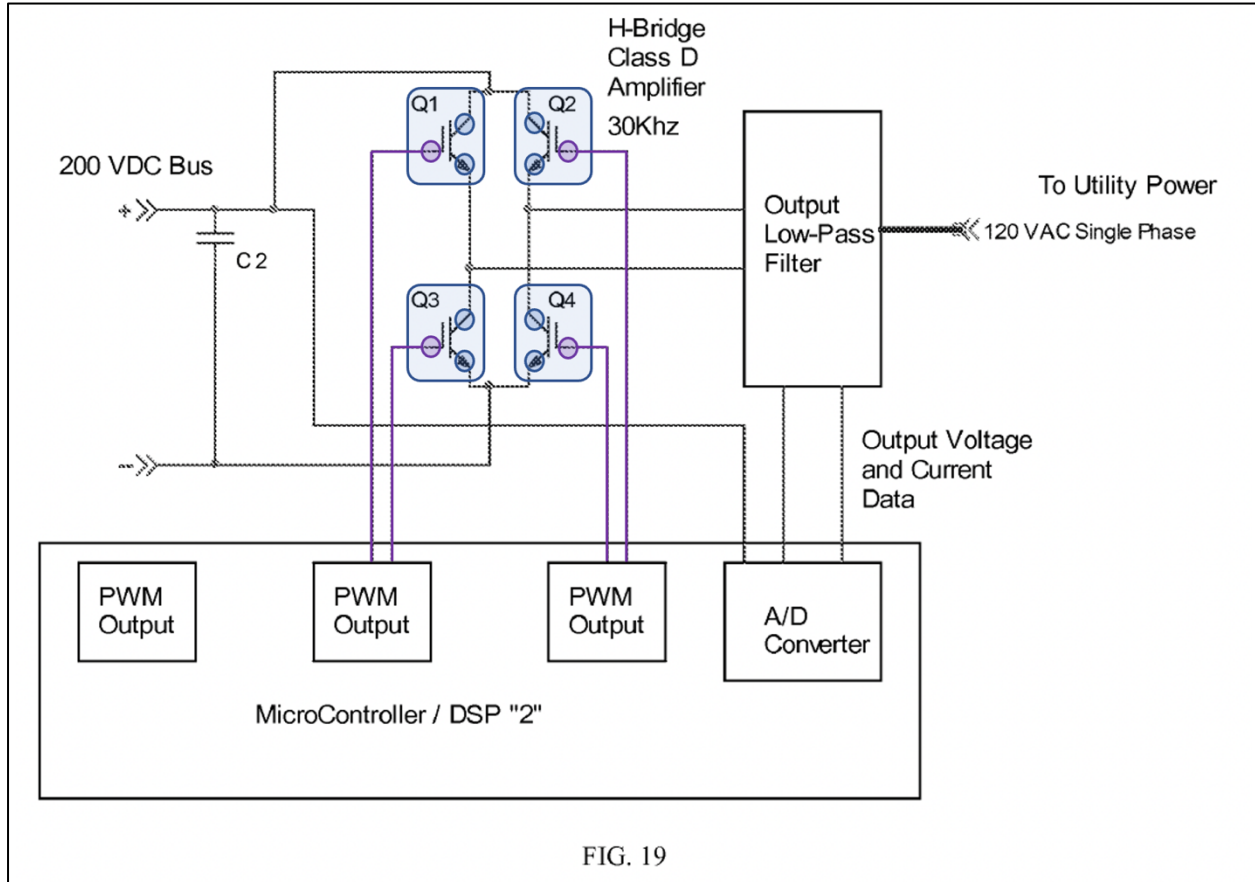 H-Bridge
Class D
Amplifier
30Khz
Q1
Q2
200 VDC Bus
+
C 2
To Utility Power
120 VAC Single Phase
Output
Low-Pass
Filter
Q3
Q4
-
Output Voltage
and Current
Data
PWM
Output
PWM
Output
PWM
Output
A/D
Converter
MicroController / DSP "2"
FIG. 19